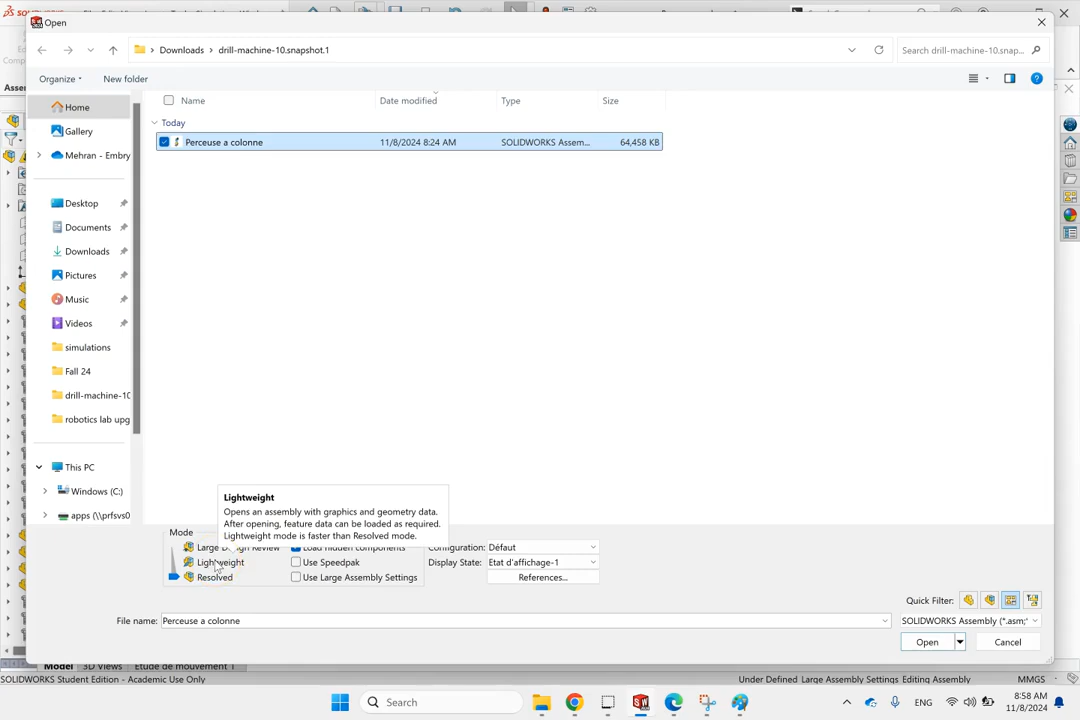 Open
Downloads > drill-machine-10.snapshot.1
Search drill-machine-10.snap...
Organize
New folder
Name
Date modified
Type
Size
Home
Gallery
Mehran - Embry
Desktop
Documents
Downloads
Pictures
Music
Videos
simulations
Fall 24
drill-machine-10
robotics lab upg
This PC
Windows (C:)
apps (\\prfsvs0
Today
Perceuse a colonne
11/8/2024 8:24 AM
SOLIDWORKS Assem...
64,458 KB
Lightweight
Opens an assembly with graphics and geometry data.
After opening, feature data can be loaded as required.
Lightweight mode is faster than Resolved mode.
Mode
Large Design Review
Lightweight
Resolved
Load hidden components
Use Speedpak
Use Large Assembly Settings
Configuration: Défaut
Display State: Etat d'affichage-1
References...
Quick Filter:
File name: Perceuse a colonne
SOLIDWORKS Assembly (*.asm;*
Open
Cancel
Model
3D Views
Etude de mouvement 1
SOLIDWORKS Student Edition - Academic Use Only
Under Defined
Large Assembly Settings
Editing Assembly
MMGS
Search
ENG
8:58 AM
11/8/2024